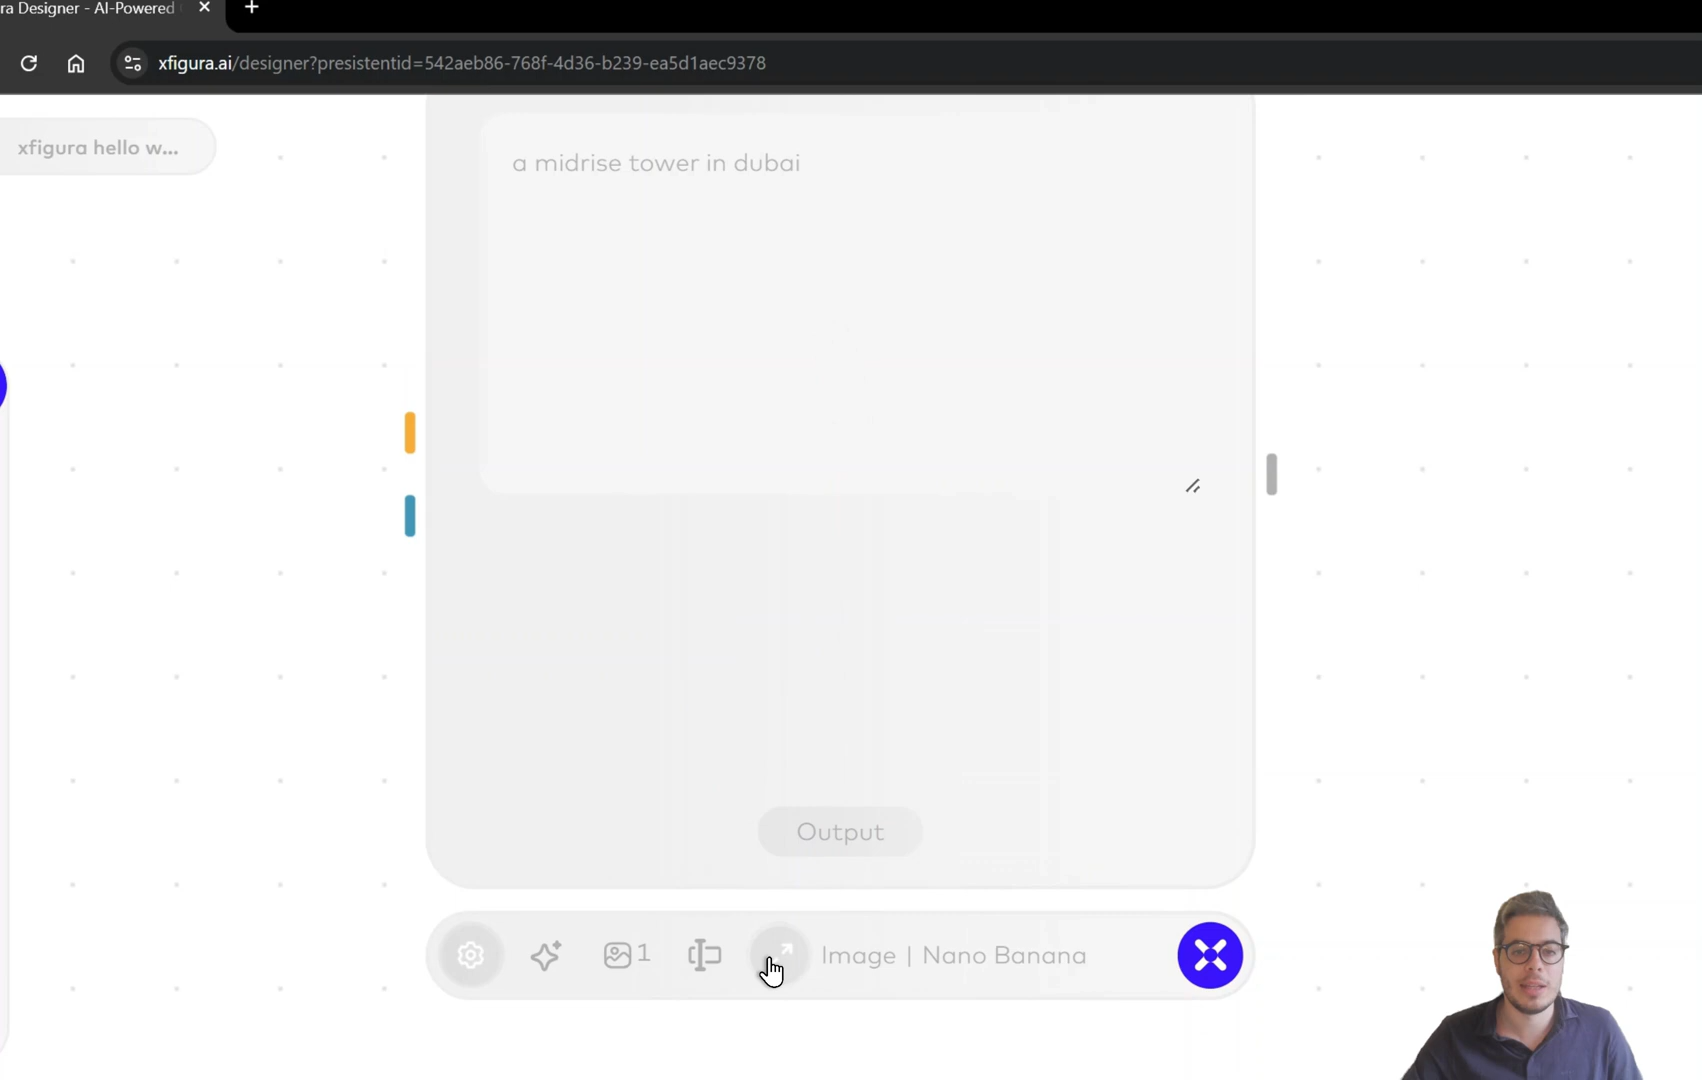 ra Designer - AI-Powered
xfigura.ai/designer?presistentid=542aeb86-768f-4d36-b239-ea5d1aec9378
xfigura hello w...
a midrise tower in dubai
Output
1
Image | Nano Banana